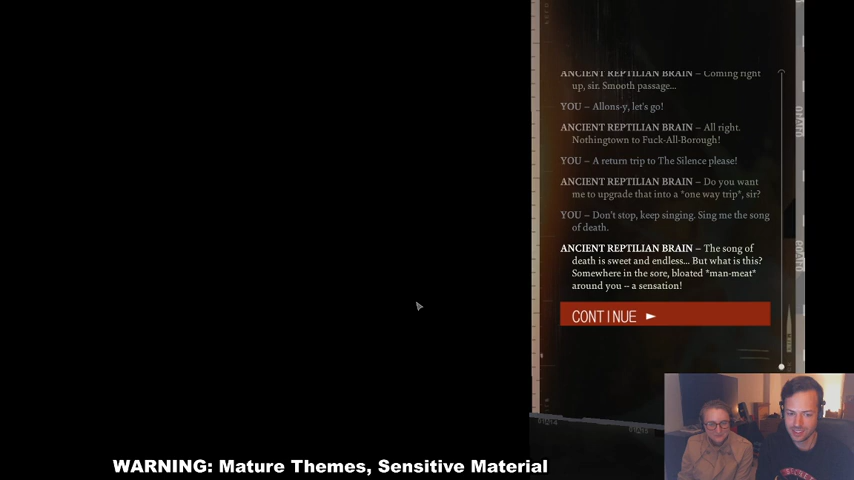 ANCIENT REPTILIAN BRAIN – Coming right
up, sir. Smooth passage...
YOU – Allons-y, let's go!
ANCIENT REPTILIAN BRAIN – All right.
Nothingtown to Fuck-All-Borough!
YOU – A return trip to The Silence please!
ANCIENT REPTILIAN BRAIN – Do you want
me to upgrade that into a *one way trip*, sir?
YOU – Don't stop, keep singing. Sing me the song
of death.
ANCIENT REPTILIAN BRAIN – The song of
death is sweet and endless... But what is this?
Somewhere in the sore, bloated *man-meat*
around you – a sensation!
CONTINUE ►
WARNING: Mature Themes, Sensitive Material